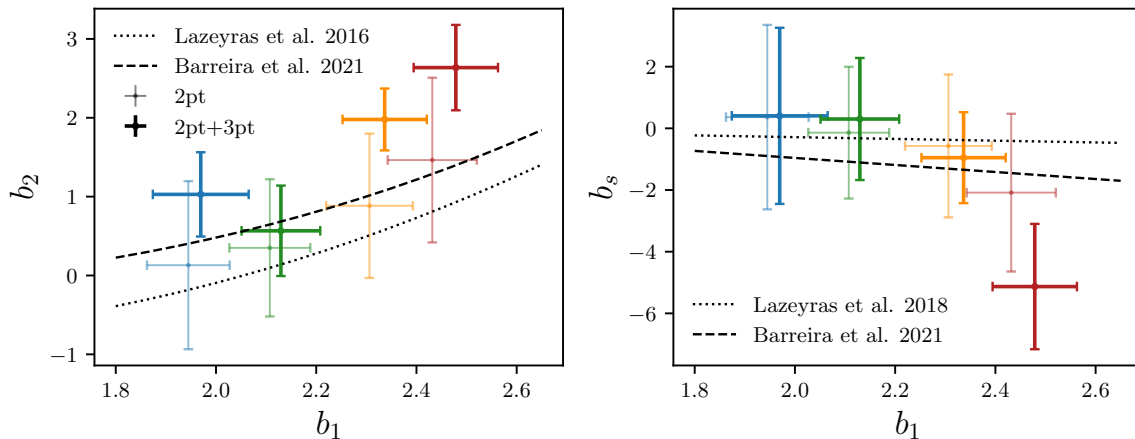 Lazeyras et al. 2016
Barreira et al. 2021
2pt
2pt+3pt
3
2
1
0
−1
b2
1.8
2.0
2.2
2.4
2.6
b1
2
0
−2
−4
−6
bs
Lazeyras et al. 2018
Barreira et al. 2021
1.8
2.0
2.2
2.4
2.6
b1